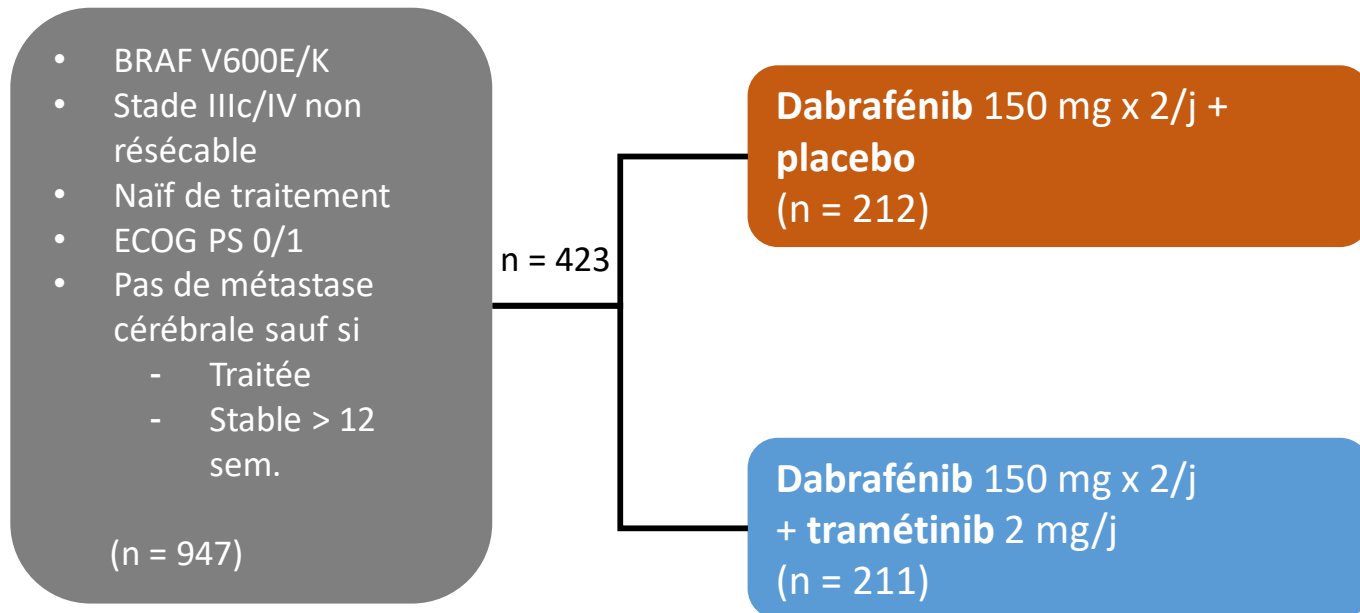 • BRAF V600E/K
• Stade IIIc/IV non
résécable
• Naïf de traitement
• ECOG PS 0/1
• Pas de métastase
cérébrale sauf si
- Traitée
- Stable > 12
sem.
(n = 947)
n = 423
Dabrafénib 150 mg x 2/j +
placebo
(n = 212)
Dabrafénib 150 mg x 2/j
+ tramétinib 2 mg/j
(n = 211)